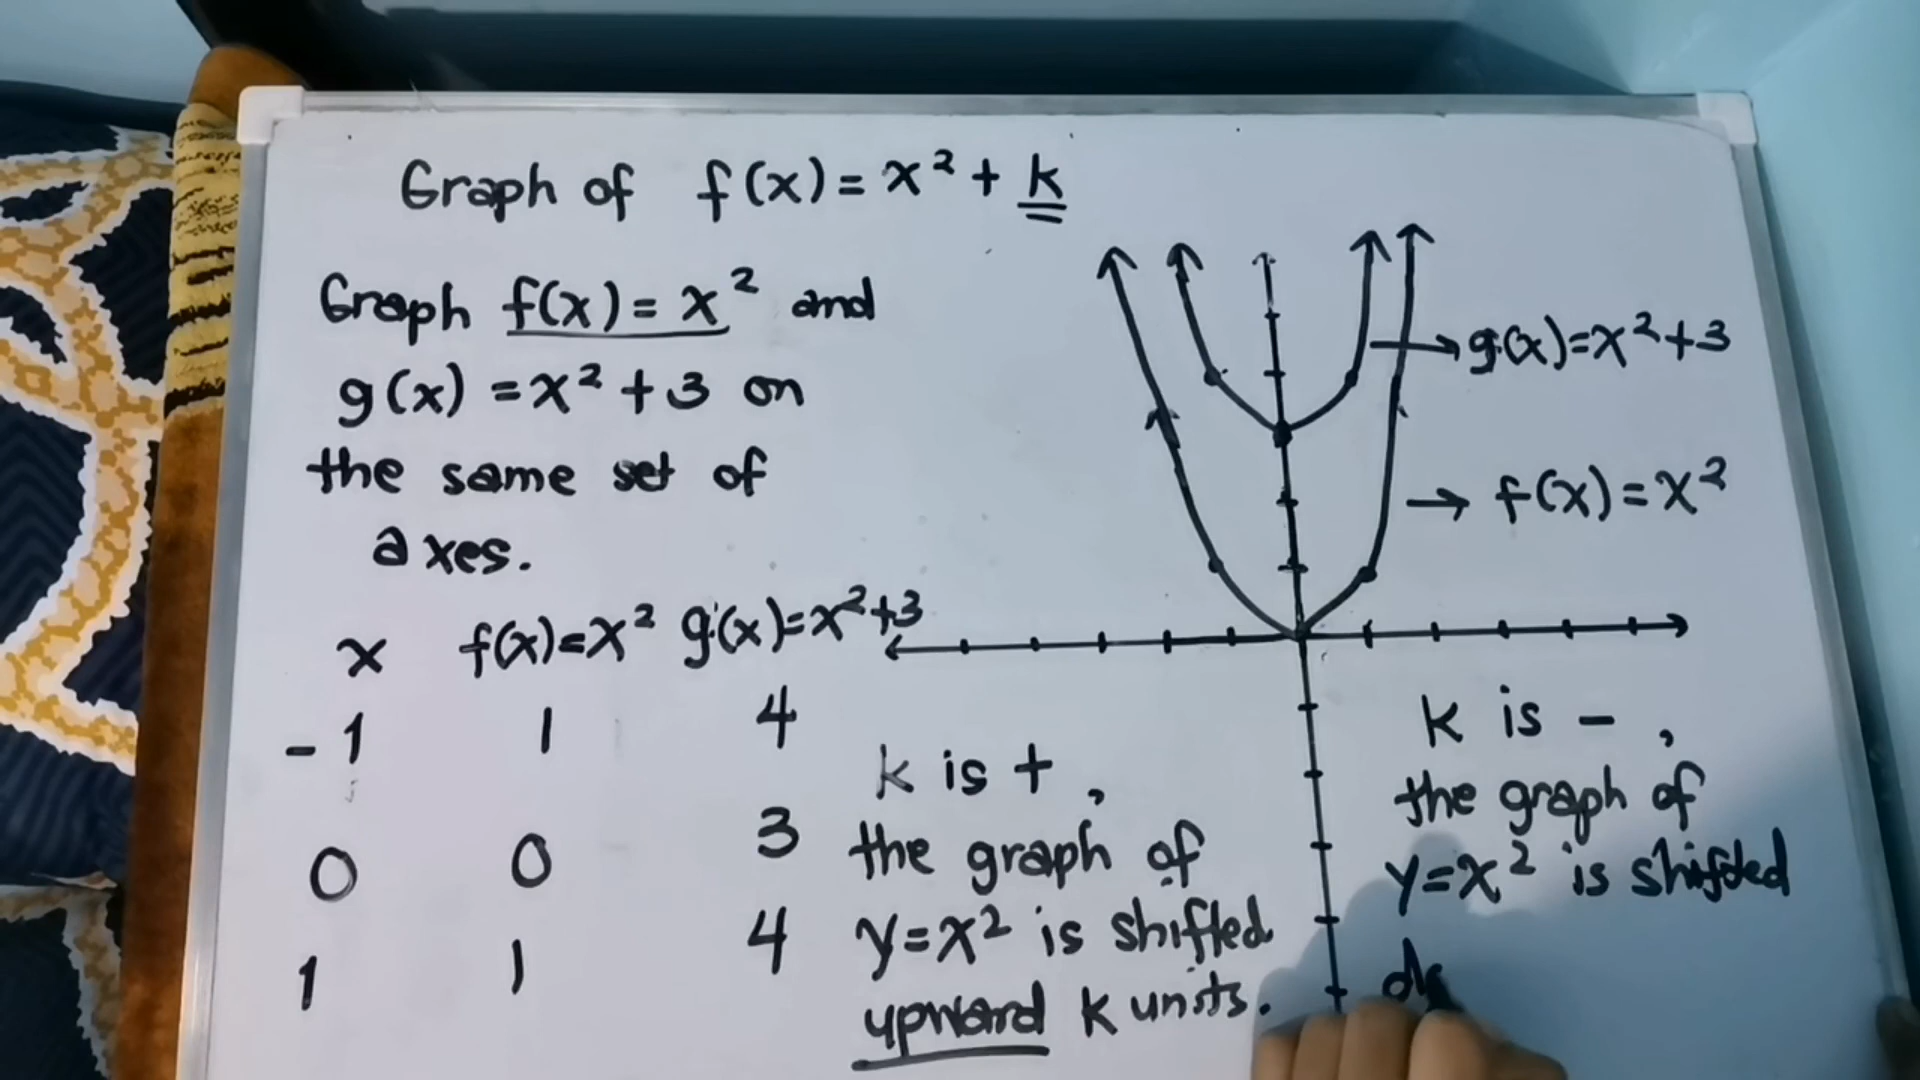 Graph of f(x) = x² + k
Graph f(x) = x² and
g(x) = x² + 3 on
the same set of
axes.
x f(x)=x² g(x)=x²+3
-1 1 4
0 0 3
1 1 4
k is + ,
the graph of
y=x² is shifted
upward k units.
g(x)=x²+3
f(x)=x²
k is - ,
the graph of
y=x² is shifted